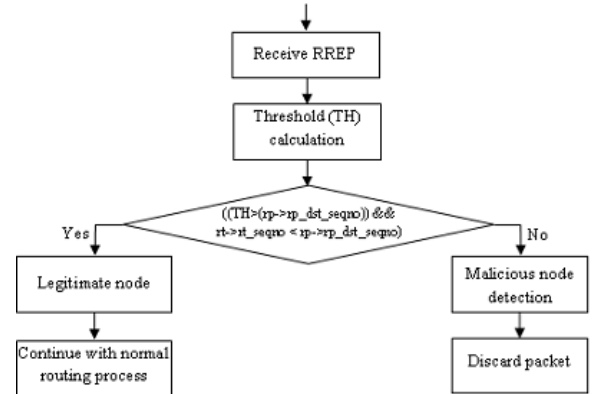 Receive RREP
Threshold (TH)
calculation
((TH>(rp->rp_dst_seqno)) &&
rt->rt_seqno < rp->rp_dst_seqno)
Yes
No
Legitimate node
Malicious node
detection
Continue with normal
routing process
Discard packet